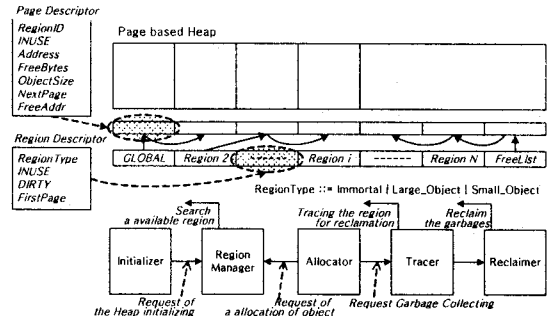 Page Descriptor
RegionID
INUSE
Address
FreeBytes
ObjectSize
NextPage
FreeAddr
Page based Heap
Region Descriptor
RegionType
INUSE
DIRTY
FirstPage
GLOBAL
Region 2
------
Region i
------
Region N
FreeLIst
RegionType ::= Immortal | Large_Object | Small_Object
Search
a available region
Tracing the region
for reclamation
Reclaim
the garbages
Initializer
Region
Manager
Allocator
Tracer
Reclaimer
Request of
the Heap initializing
Request of
a allocation of object
Request Garbage Collecting